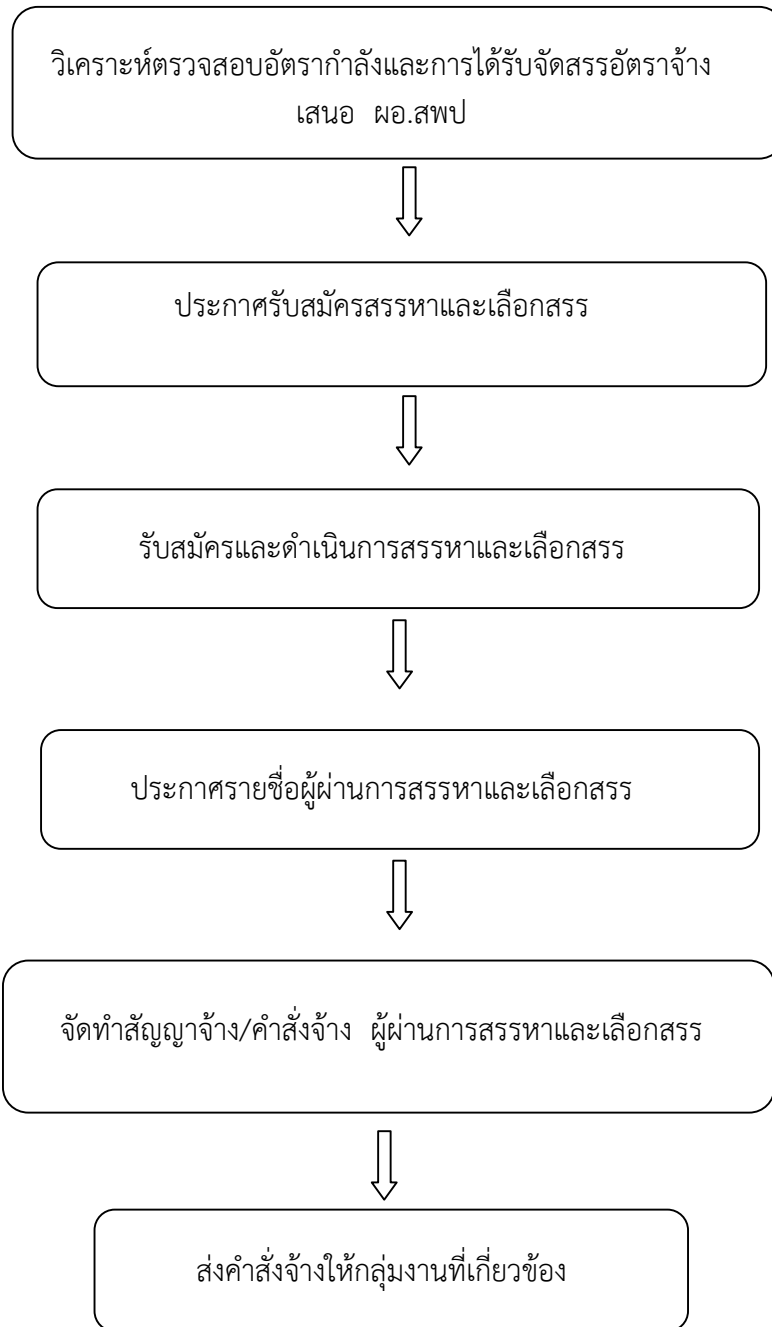 วิเคราะห์ตรวจสอบอัตรากำลังและการได้รับจัดสรรอัตราจ้าง
เสนอ ผอ.สพป
ประกาศรับสมัครสรรหาและเลือกสรร
รับสมัครและดำเนินการสรรหาและเลือกสรร
ประกาศรายชื่อผู้ผ่านการสรรหาและเลือกสรร
จัดทำสัญญาจ้าง/คำสั่งจ้าง ผู้ผ่านการสรรหาและเลือกสรร
ส่งคำสั่งจ้างให้กลุ่มงานที่เกี่ยวข้อง